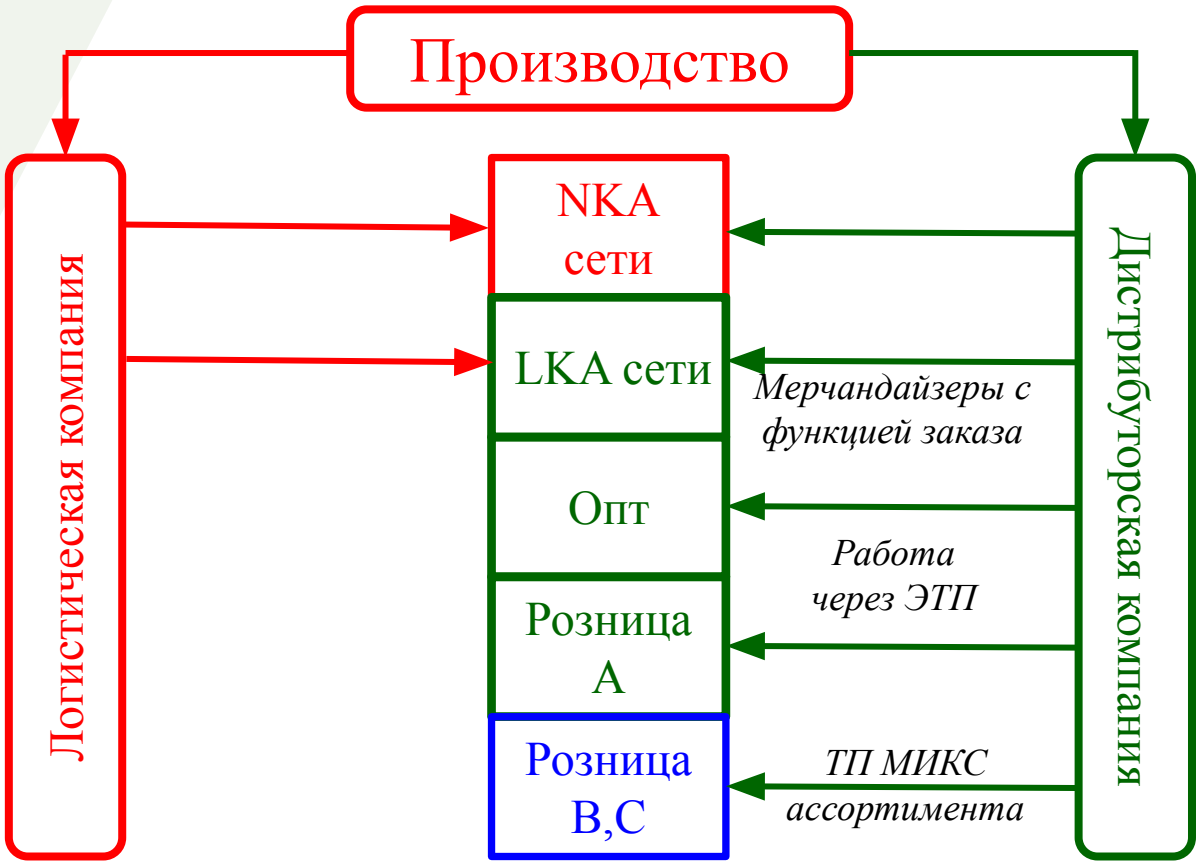 Производство
Логистическая компания
NKA
сети
LKA сети
Опт
Розница
А
Розница
В,С
Мерчандайзеры с
функцией заказа
Работа
через ЭТП
ТП МИКС
ассортимента
Дистрибуторская компания